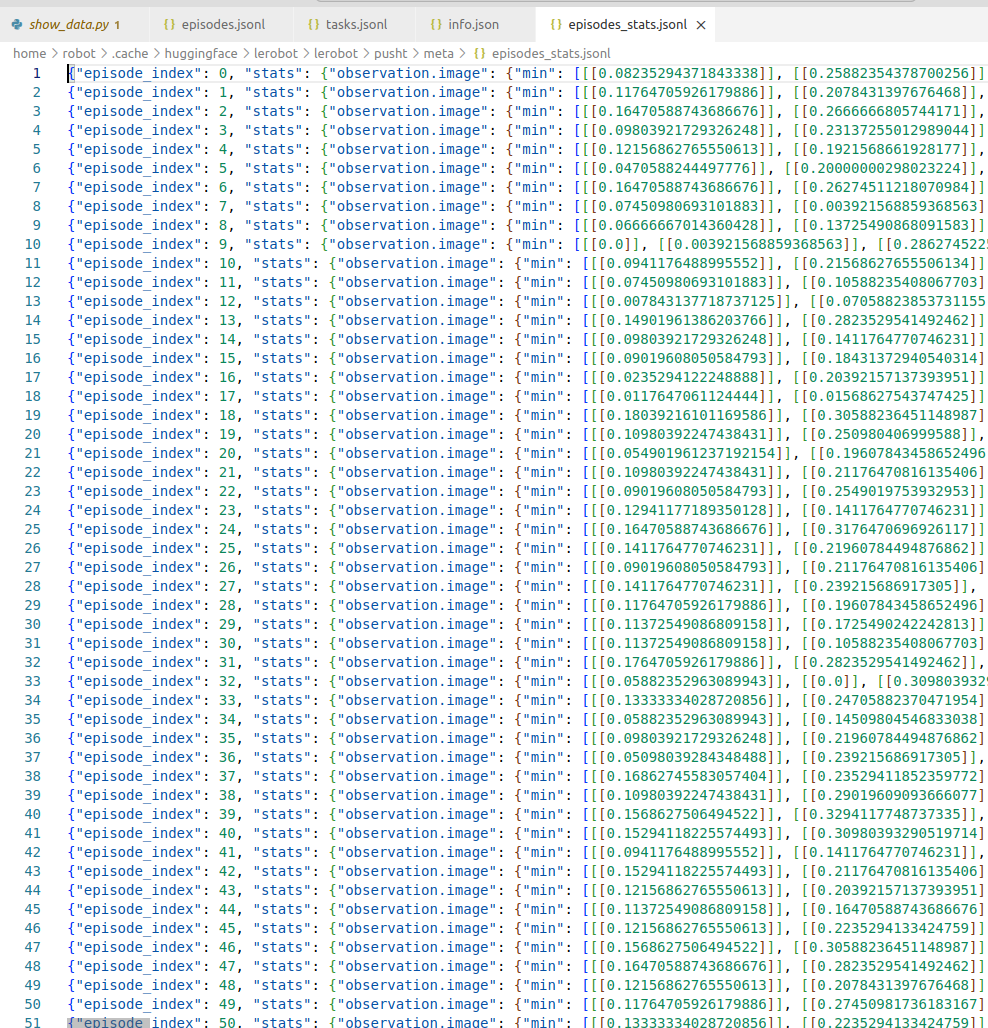 show_data.py 1 episodes.jsonl tasks.jsonl info.json episodes_stats.jsonl ×
home > robot > .cache > huggingface > lerobot > lerobot > pusht > meta > {} episodes_stats.jsonl
1 {"episode_index": 0, "stats": {"observation.image": {"min": [[[0.08235294371843338]], [[0.25882354378700256]]
2 {"episode_index": 1, "stats": {"observation.image": {"min": [[[0.11764705926179886]], [[0.2078431397676468]],
3 {"episode_index": 2, "stats": {"observation.image": {"min": [[[0.16470588743686676]], [[0.2666666805744171]],
4 {"episode_index": 3, "stats": {"observation.image": {"min": [[[0.09803921729326248]], [[0.23137255012989044]]
5 {"episode_index": 4, "stats": {"observation.image": {"min": [[[0.12156862765550613]], [[0.1921568661928177]],
6 {"episode_index": 5, "stats": {"observation.image": {"min": [[[0.0470588244497776]], [[0.20000000298023224]],
7 {"episode_index": 6, "stats": {"observation.image": {"min": [[[0.16470588743686676]], [[0.26274511218070984]]
8 {"episode_index": 7, "stats": {"observation.image": {"min": [[[0.07450980693101883]], [[0.003921568859368563]]
9 {"episode_index": 8, "stats": {"observation.image": {"min": [[[0.06666667014360428]], [[0.13725490868091583]]
10 {"episode_index": 9, "stats": {"observation.image": {"min": [[[0.0]], [[0.003921568859368563]], [[0.2862745225
11 {"episode_index": 10, "stats": {"observation.image": {"min": [[[0.0941176488995552]], [[0.21568627655506134]]
12 {"episode_index": 11, "stats": {"observation.image": {"min": [[[0.07450980693101883]], [[0.10588235408067703]]
13 {"episode_index": 12, "stats": {"observation.image": {"min": [[[0.007843137718737125]], [[0.07058823853731155
14 {"episode_index": 13, "stats": {"observation.image": {"min": [[[0.14901961386203766]], [[0.2823529541492462]]
15 {"episode_index": 14, "stats": {"observation.image": {"min": [[[0.09803921729326248]], [[0.1411764770746231]]
16 {"episode_index": 15, "stats": {"observation.image": {"min": [[[0.09019608050584793]], [[0.18431372940540314]]
17 {"episode_index": 16, "stats": {"observation.image": {"min": [[[0.0235294122248888]], [[0.20392157137393951]]
18 {"episode_index": 17, "stats": {"observation.image": {"min": [[[0.0117647061124444]], [[0.01568627543747425]]
19 {"episode_index": 18, "stats": {"observation.image": {"min": [[[0.18039216101169586]], [[0.30588236451148987]]
20 {"episode_index": 19, "stats": {"observation.image": {"min": [[[0.10980392247438431]], [[0.250980406999588]],
21 {"episode_index": 20, "stats": {"observation.image": {"min": [[[0.054901961237192154]], [[0.19607843458652496
22 {"episode_index": 21, "stats": {"observation.image": {"min": [[[0.10980392247438431]], [[0.21176470816135406]]
23 {"episode_index": 22, "stats": {"observation.image": {"min": [[[0.09019608050584793]], [[0.2549019753932953]]
24 {"episode_index": 23, "stats": {"observation.image": {"min": [[[0.12941177189350128]], [[0.1411764770746231]]
25 {"episode_index": 24, "stats": {"observation.image": {"min": [[[0.16470588743686676]], [[0.3176470696926117]]
26 {"episode_index": 25, "stats": {"observation.image": {"min": [[[0.1411764770746231]], [[0.21960784494876862]]
27 {"episode_index": 26, "stats": {"observation.image": {"min": [[[0.09019608050584793]], [[0.21176470816135406]]
28 {"episode_index": 27, "stats": {"observation.image": {"min": [[[0.1411764770746231]], [[0.239215686917305]],
29 {"episode_index": 28, "stats": {"observation.image": {"min": [[[0.11764705926179886]], [[0.19607843458652496]]
30 {"episode_index": 29, "stats": {"observation.image": {"min": [[[0.11372549086809158]], [[0.1725490242242813]]
31 {"episode_index": 30, "stats": {"observation.image": {"min": [[[0.11372549086809158]], [[0.10588235408067703]]
32 {"episode_index": 31, "stats": {"observation.image": {"min": [[[0.1764705926179886]], [[0.2823529541492462]],
33 {"episode_index": 32, "stats": {"observation.image": {"min": [[[0.05882352963089943]], [[0.0]], [[0.3098039329
34 {"episode_index": 33, "stats": {"observation.image": {"min": [[[0.13333334028720856]], [[0.24705882370471954]]
35 {"episode_index": 34, "stats": {"observation.image": {"min": [[[0.05882352963089943]], [[0.14509804546833038]]
36 {"episode_index": 35, "stats": {"observation.image": {"min": [[[0.09803921729326248]], [[0.21960784494876862]]
37 {"episode_index": 36, "stats": {"observation.image": {"min": [[[0.05098039284348488]], [[0.239215686917305]],
38 {"episode_index": 37, "stats": {"observation.image": {"min": [[[0.16862745583057404]], [[0.23529411852359772]]
39 {"episode_index": 38, "stats": {"observation.image": {"min": [[[0.10980392247438431]], [[0.29019609093666077]]
40 {"episode_index": 39, "stats": {"observation.image": {"min": [[[0.1568627506494522]], [[0.3294117748737335]],
41 {"episode_index": 40, "stats": {"observation.image": {"min": [[[0.15294118225574493]], [[0.30980393290519714]]
42 {"episode_index": 41, "stats": {"observation.image": {"min": [[[0.0941176488995552]], [[0.1411764770746231]],
43 {"episode_index": 42, "stats": {"observation.image": {"min": [[[0.15294118225574493]], [[0.21176470816135406]]
44 {"episode_index": 43, "stats": {"observation.image": {"min": [[[0.12156862765550613]], [[0.20392157137393951]]
45 {"episode_index": 44, "stats": {"observation.image": {"min": [[[0.11372549086809158]], [[0.16470588743686676]]
46 {"episode_index": 45, "stats": {"observation.image": {"min": [[[0.12156862765550613]], [[0.2235294133424759]]
47 {"episode_index": 46, "stats": {"observation.image": {"min": [[[0.1568627506494522]], [[0.30588236451148987]]
48 {"episode_index": 47, "stats": {"observation.image": {"min": [[[0.16470588743686676]], [[0.2823529541492462]]
49 {"episode_index": 48, "stats": {"observation.image": {"min": [[[0.12156862765550613]], [[0.2078431397676468]]
50 {"episode_index": 49, "stats": {"observation.image": {"min": [[[0.11764705926179886]], [[0.27450981736183167]]
51 {"episode_index": 50, "stats": {"observation.image": {"min": [[[0.13333334028720856]], [[0.2235294133424759]]